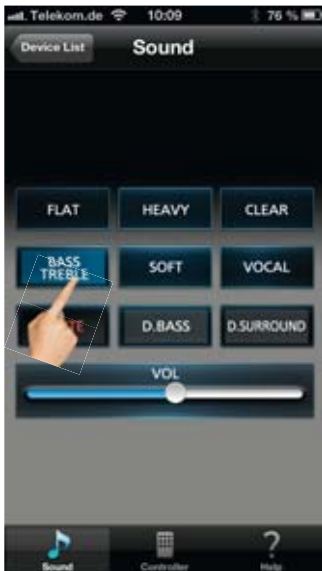 Telekom.de 10:09 76 %
Device List Sound
FLAT HEAVY CLEAR
BASS
TREBLE SOFT VOCAL
D.BASS D.SURROUND
VOL
Sound Controller ? Help